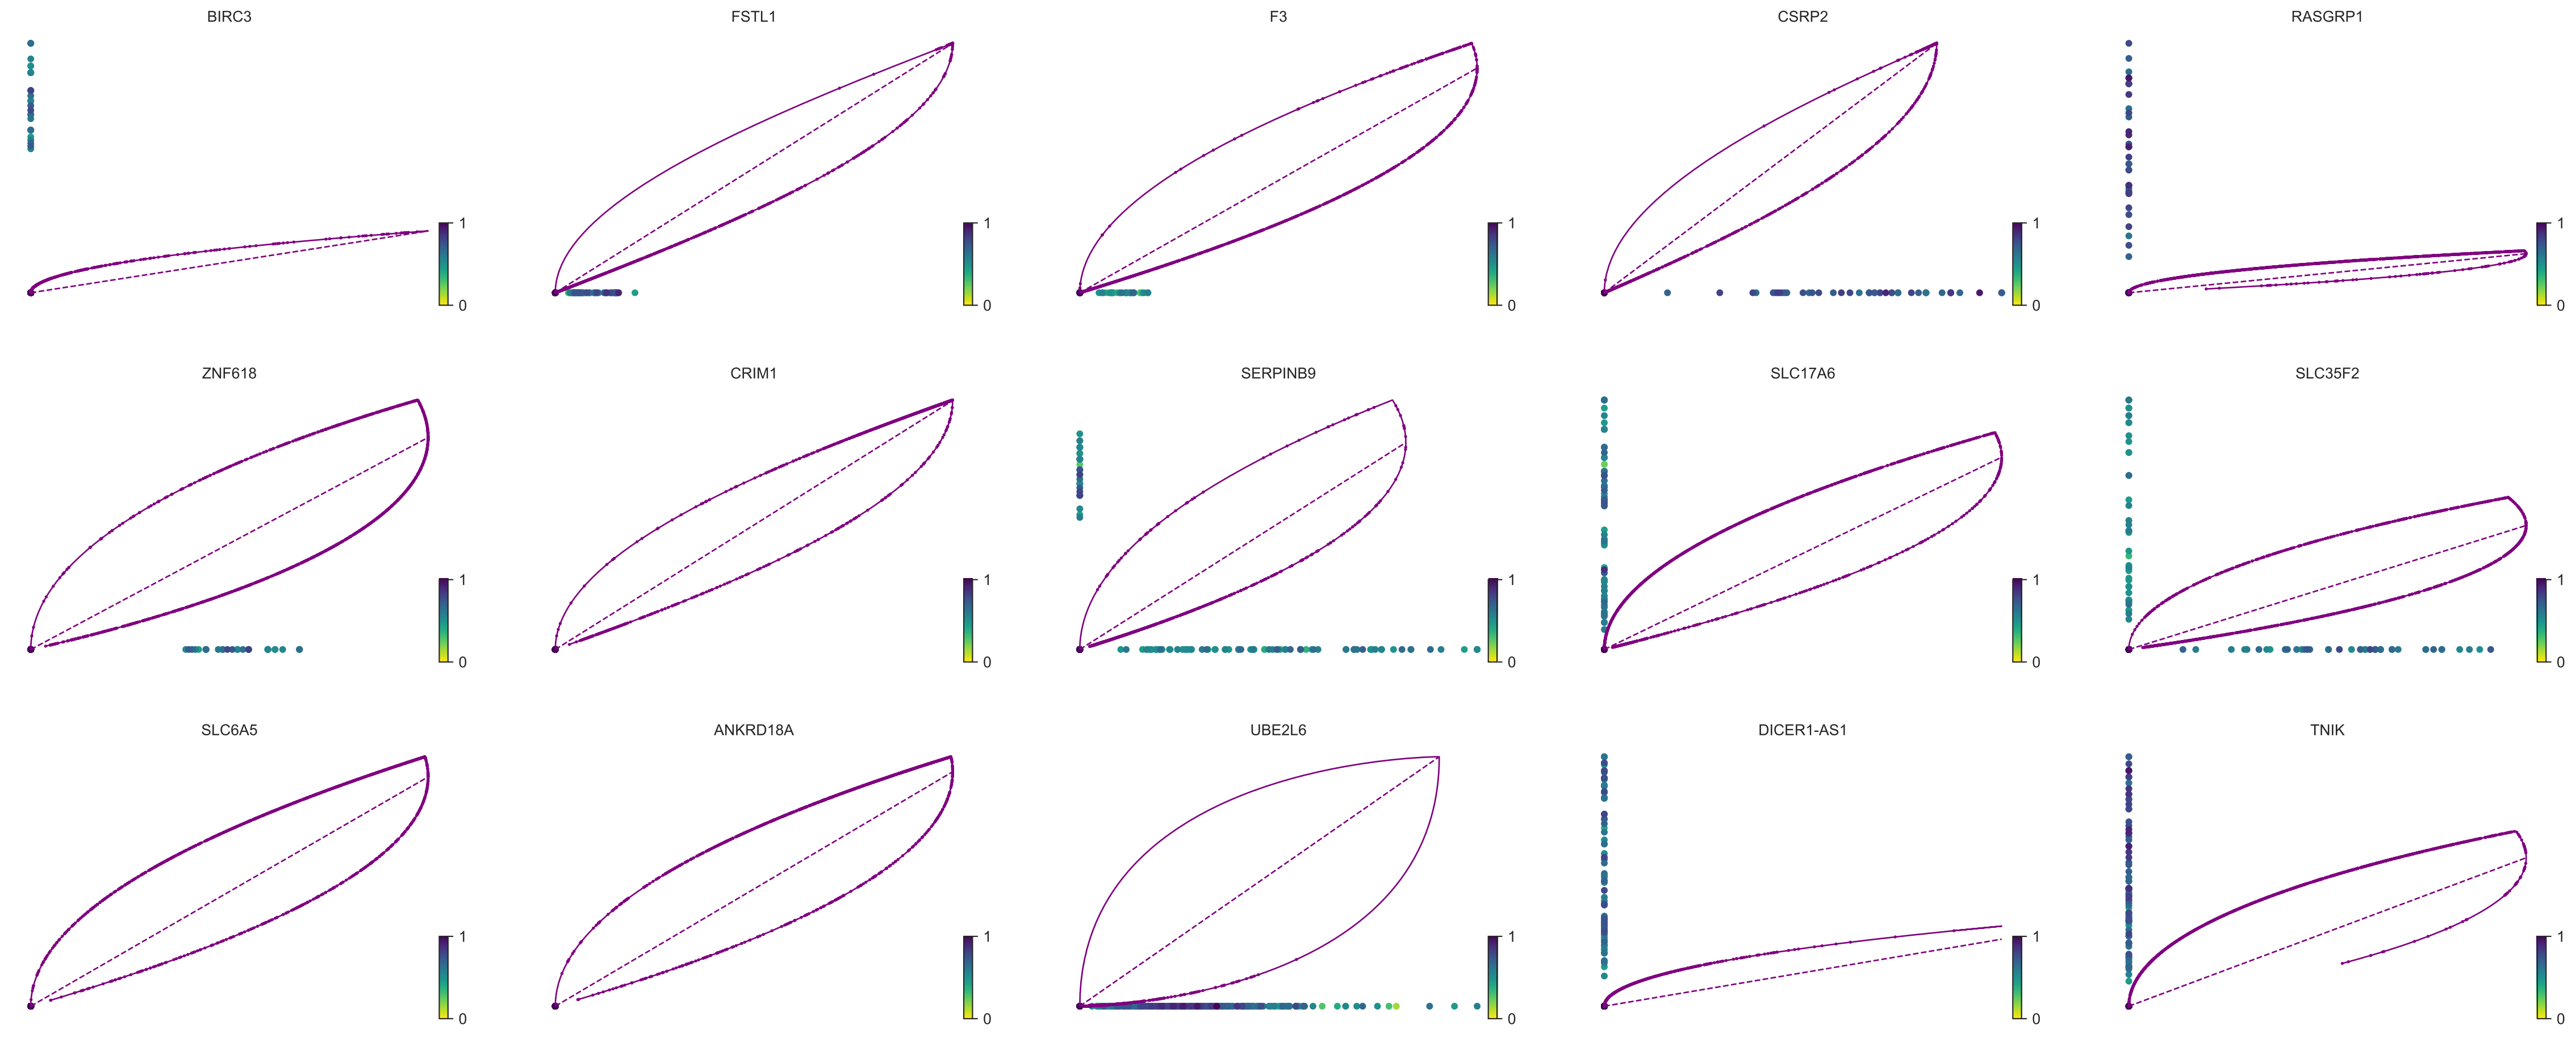 BIRC3 FSTL1 F3 CSRP2 RASGRP1
1 1 1 1 1
0 0 0 0 0
ZNF618 CRIM1 SERPINB9 SLC17A6 SLC35F2
1 1 1 1 1
0 0 0 0 0
SLC6A5 ANKRD18A UBE2L6 DICER1-AS1 TNIK
1 1 1 1 1
0 0 0 0 0